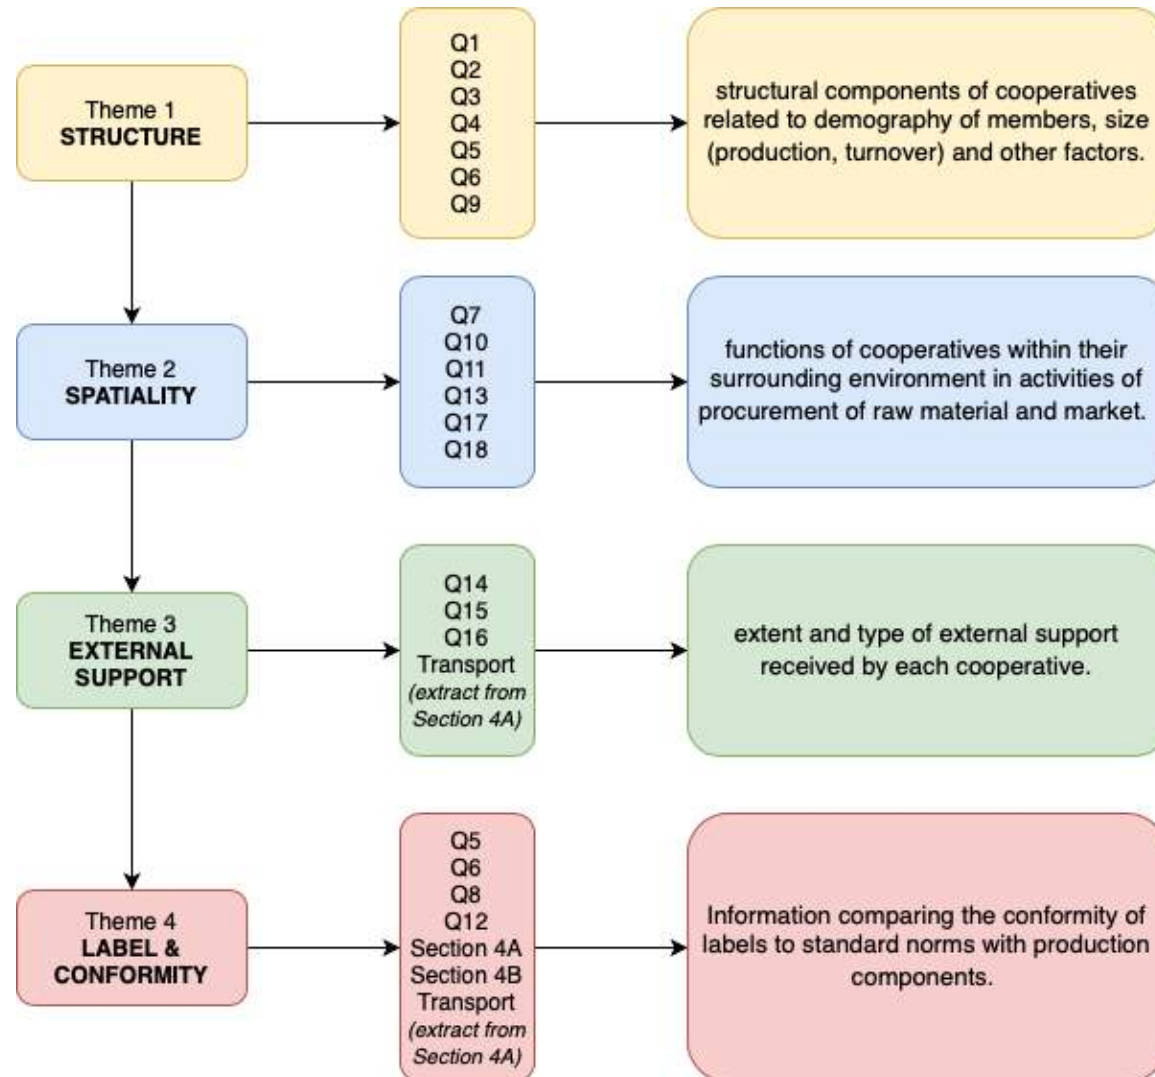 Theme 1
STRUCTURE
Q1
Q2
Q3
Q4
Q5
Q6
Q9
structural components of cooperatives
related to demography of members, size
(production, turnover) and other factors.
Theme 2
SPATIALITY
Q7
Q10
Q11
Q13
Q17
Q18
functions of cooperatives within their
surrounding environment in activities of
procurement of raw material and market.
Theme 3
EXTERNAL
SUPPORT
Q14
Q15
Q16
Transport
(extract from
Section 4A)
extent and type of external support
received by each cooperative.
Theme 4
LABEL &
CONFORMITY
Q5
Q6
Q8
Q12
Section 4A
Section 4B
Transport
(extract from
Section 4A)
Information comparing the conformity of
labels to standard norms with production
components.